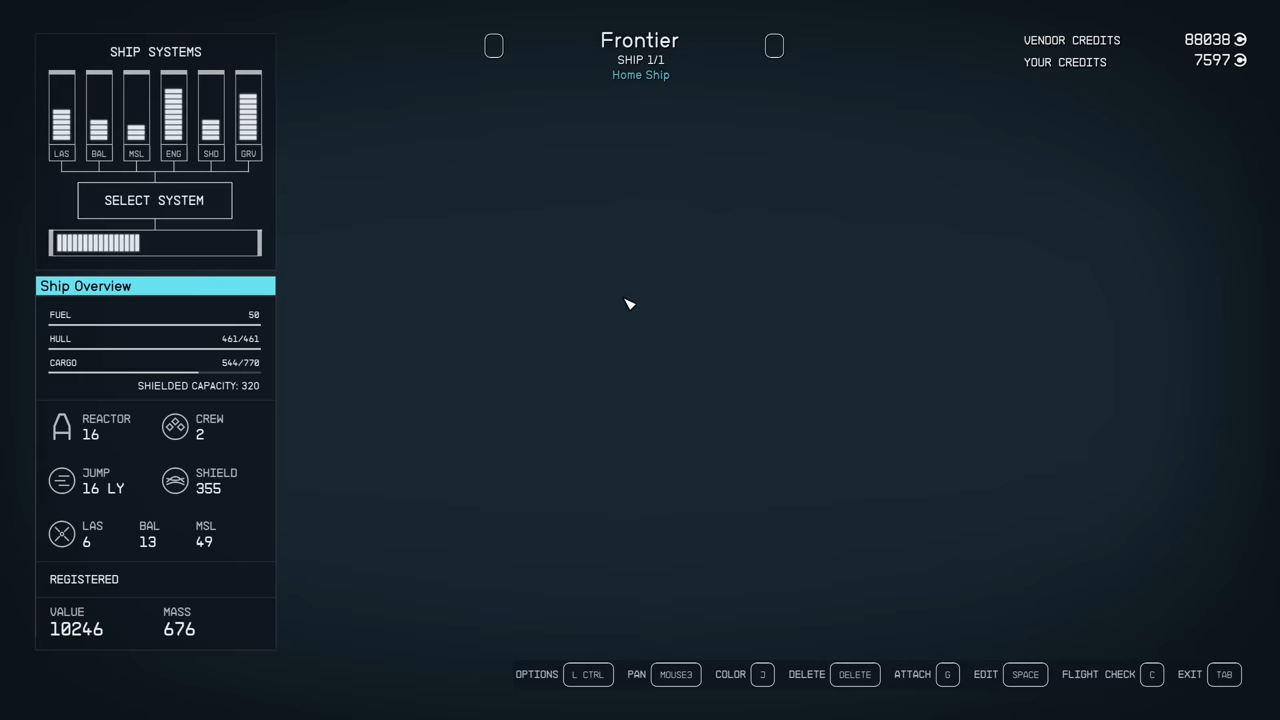 SHIP SYSTEMS
LAS BAL MSL ENG SHD GRV
SELECT SYSTEM
Ship Overview
FUEL 50
HULL 461/461
CARGO 544/770
SHIELDED CAPACITY: 320
REACTOR 16
CREW 2
JUMP 16 LY
SHIELD 355
LAS 6
BAL 13
MSL 49
REGISTERED
VALUE 10246
MASS 676
Frontier
SHIP 1/1
Home Ship
VENDOR CREDITS 88038
YOUR CREDITS 7597
OPTIONS L CTRL PAN MOUSE3 COLOR J DELETE DELETE ATTACH G EDIT SPACE FLIGHT CHECK C EXIT TAB